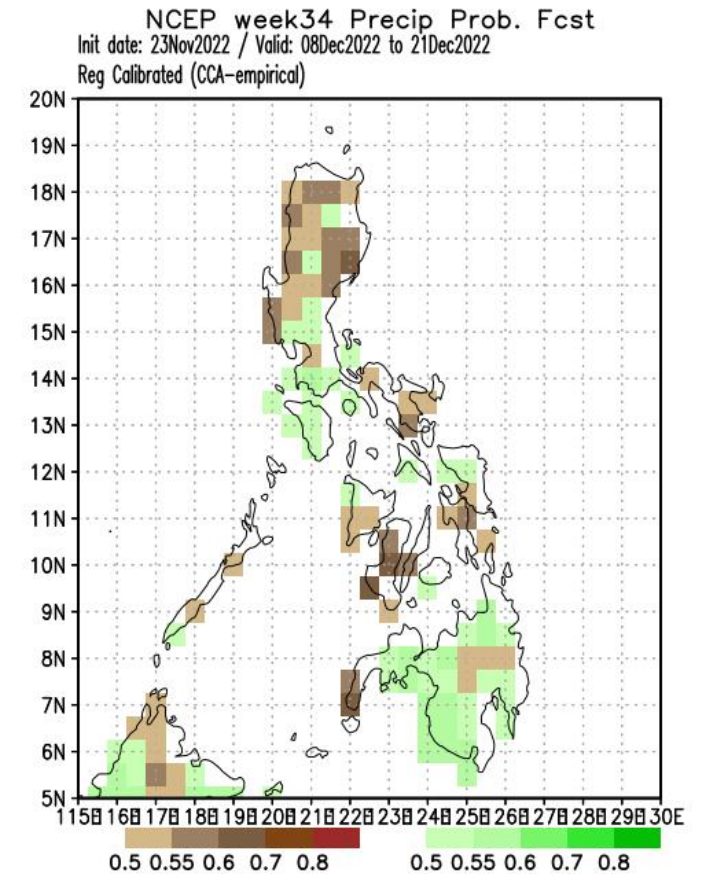 NCEP week34 Precip Prob. Fcst
Init date: 23Nov2022 / Valid: 08Dec2022 to 21Dec2022
Reg Calibrated (CCA-empirical)
20N
19N
18N
17N
16N
15N
14N
13N
12N
11N
10N
9N
8N
7N
6N
5N
115E 116E 117E 118E 119E 120E 121E 122E 123E 124E 125E 126E 127E 128E 129E 130E
0.5 0.55 0.6 0.7 0.8 0.5 0.55 0.6 0.7 0.8